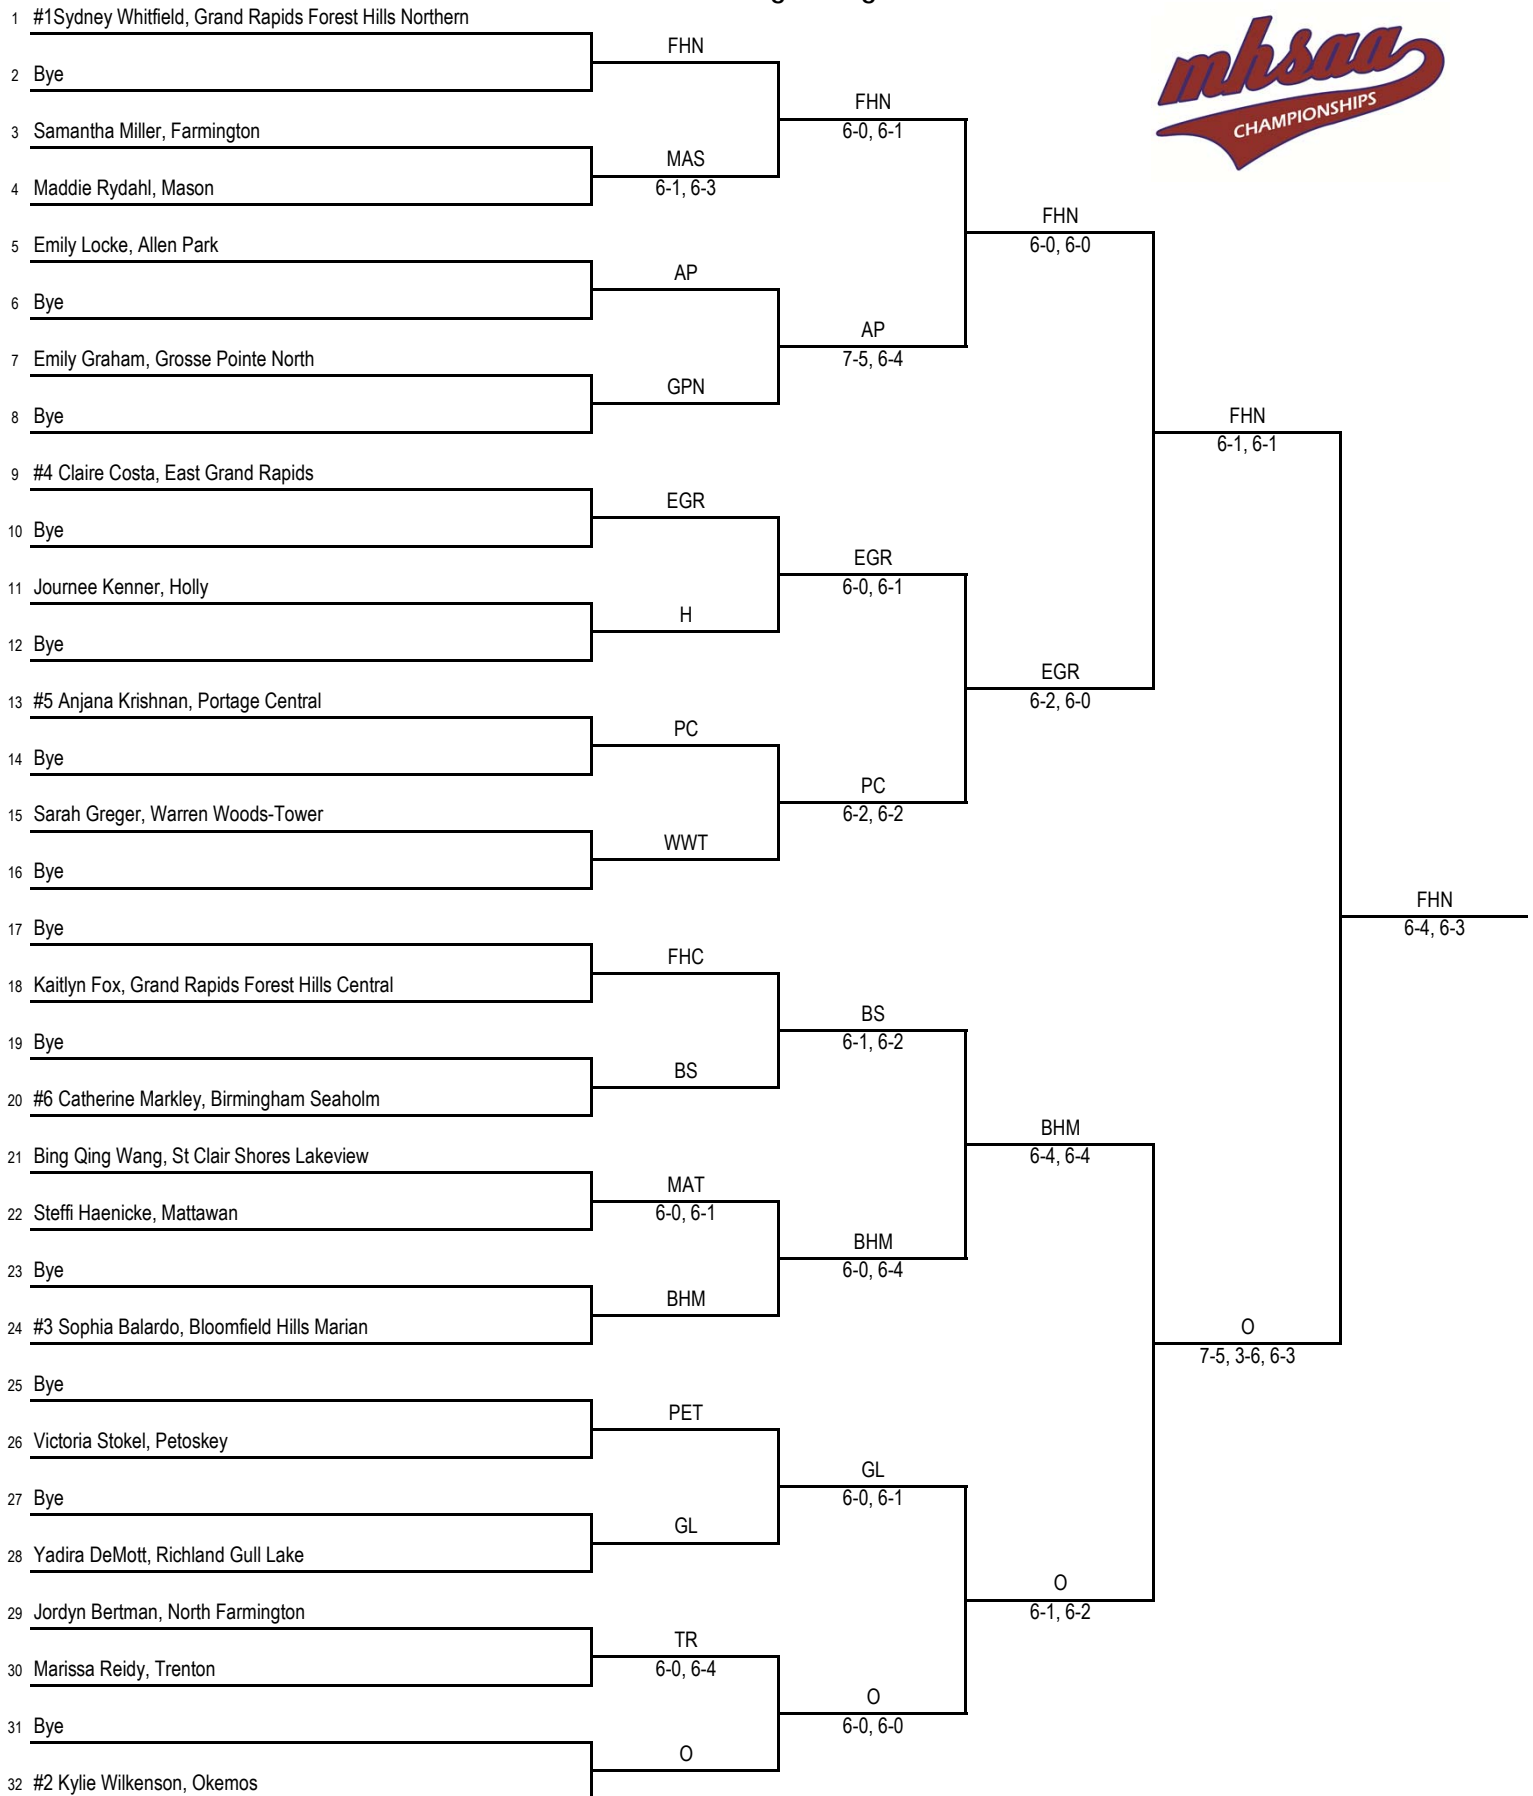 1 #1Sydney Whitfield, Grand Rapids Forest Hills Northern
FHN
2 Bye
FHN
6-0, 6-1
3 Samantha Miller, Farmington
MAS
6-1, 6-3
4 Maddie Rydahl, Mason
FHN
6-0, 6-0
5 Emily Locke, Allen Park
AP
6 Bye
AP
7-5, 6-4
7 Emily Graham, Grosse Pointe North
GPN
8 Bye
FHN
6-1, 6-1
9 #4 Claire Costa, East Grand Rapids
EGR
10 Bye
EGR
6-0, 6-1
11 Journee Kenner, Holly
H
12 Bye
EGR
6-2, 6-0
13 #5 Anjana Krishnan, Portage Central
PC
14 Bye
PC
6-2, 6-2
15 Sarah Greger, Warren Woods-Tower
WWT
16 Bye
FHN
6-4, 6-3
17 Bye
FHC
18 Kaitlyn Fox, Grand Rapids Forest Hills Central
BS
6-1, 6-2
19 Bye
BS
20 #6 Catherine Markley, Birmingham Seaholm
BHM
6-4, 6-4
21 Bing Qing Wang, St Clair Shores Lakeview
MAT
6-0, 6-1
22 Steffi Haenicke, Mattawan
BHM
6-0, 6-4
23 Bye
BHM
24 #3 Sophia Balardo, Bloomfield Hills Marian
O
7-5, 3-6, 6-3
25 Bye
PET
26 Victoria Stokel, Petoskey
GL
6-0, 6-1
27 Bye
GL
28 Yadira DeMott, Richland Gull Lake
O
6-1, 6-2
29 Jordyn Bertman, North Farmington
TR
6-0, 6-4
30 Marissa Reidy, Trenton
O
6-0, 6-0
31 Bye
O
32 #2 Kylie Wilkenson, Okemos
mhsaa
CHAMPIONSHIPS